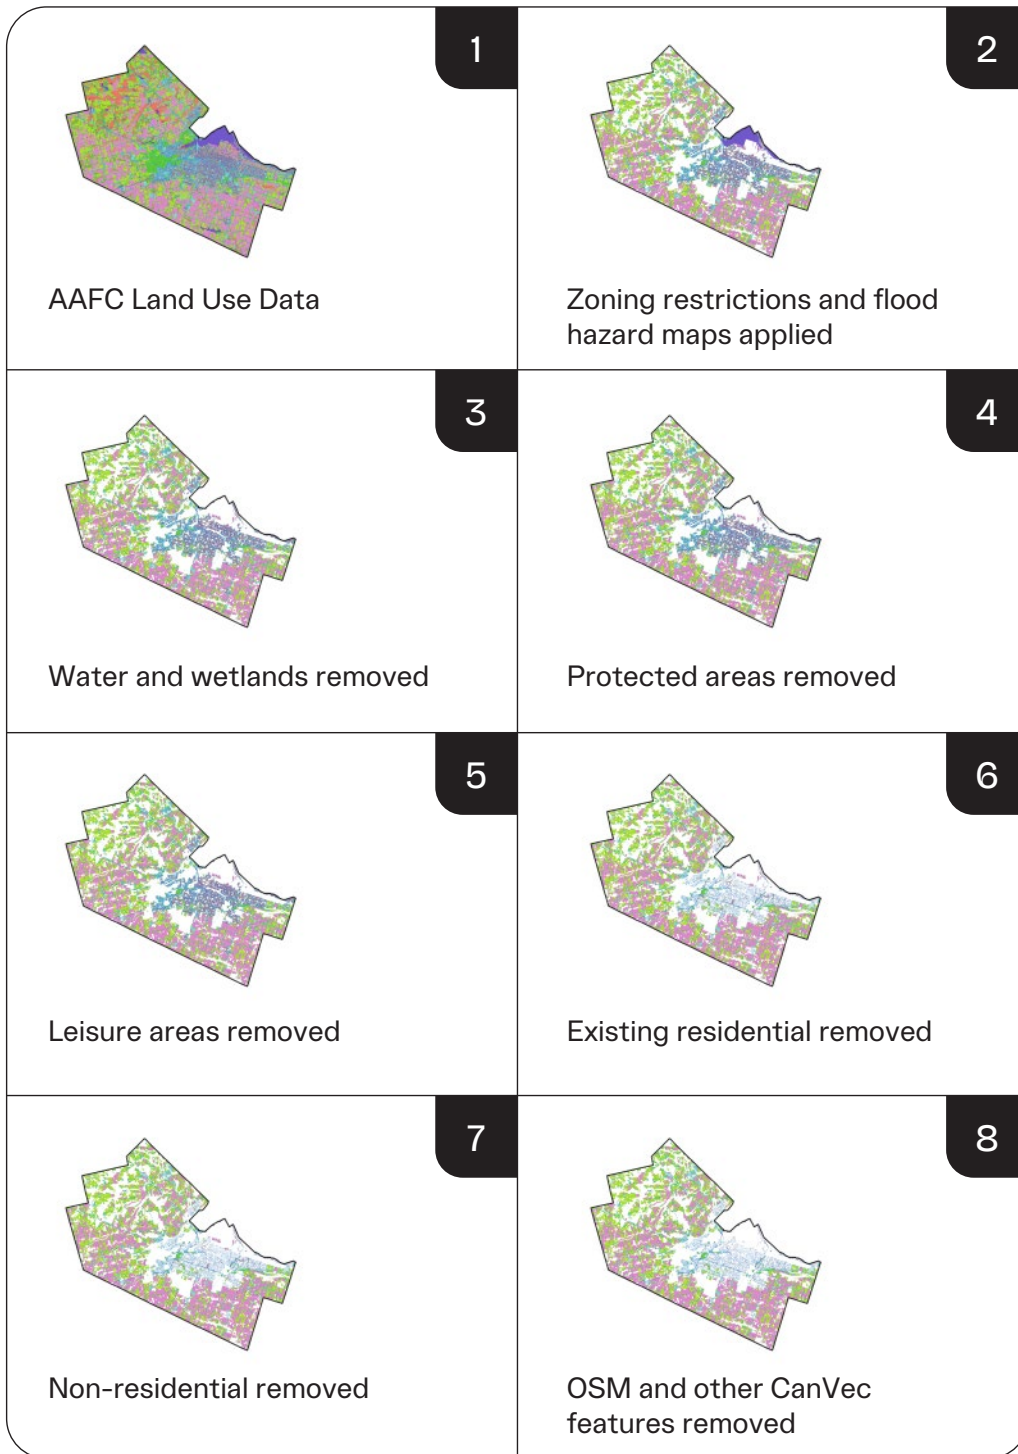 1
AAFC Land Use Data
2
Zoning restrictions and flood
hazard maps applied
3
Water and wetlands removed
4
Protected areas removed
5
Leisure areas removed
6
Existing residential removed
7
Non-residential removed
8
OSM and other CanVec
features removed